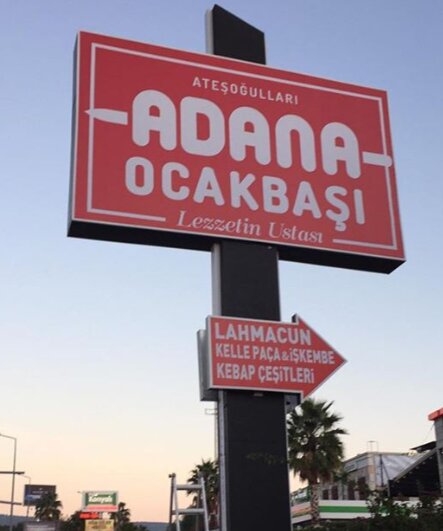 ATEŞOĞULLARI
ADANA
OCAKBAŞI
Lezzetin Ustası
LAHMACUN
KELLE PAÇA & İŞKEMBE
KEBAP ÇEŞİTLERİ